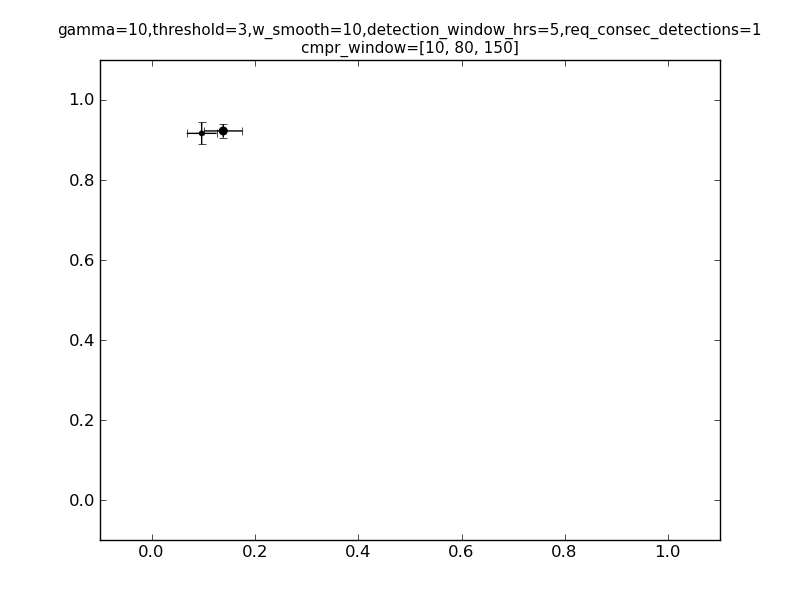 gamma=10,threshold=3,w_smooth=10,detection_window_hrs=5,req_consec_detections=1
cmpr_window=[10, 80, 150]
1.0
0.8
0.6
0.4
0.2
0.0
0.0 0.2 0.4 0.6 0.8 1.0